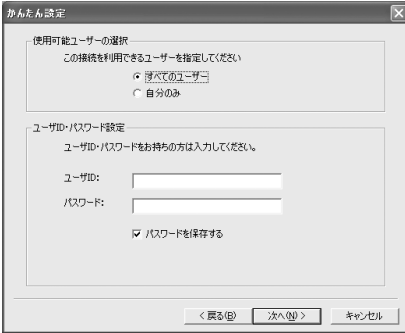 かんたん設定
使用可能ユーザーの選択
この接続を利用できるユーザーを指定してください
すべてのユーザー
自分のみ
ユーザID・パスワード設定
ユーザID・パスワードをお持ちの方は入力してください。
ユーザID:
パスワード:
パスワードを保存する
< 戻る(B) 次へ(N) > キャンセル